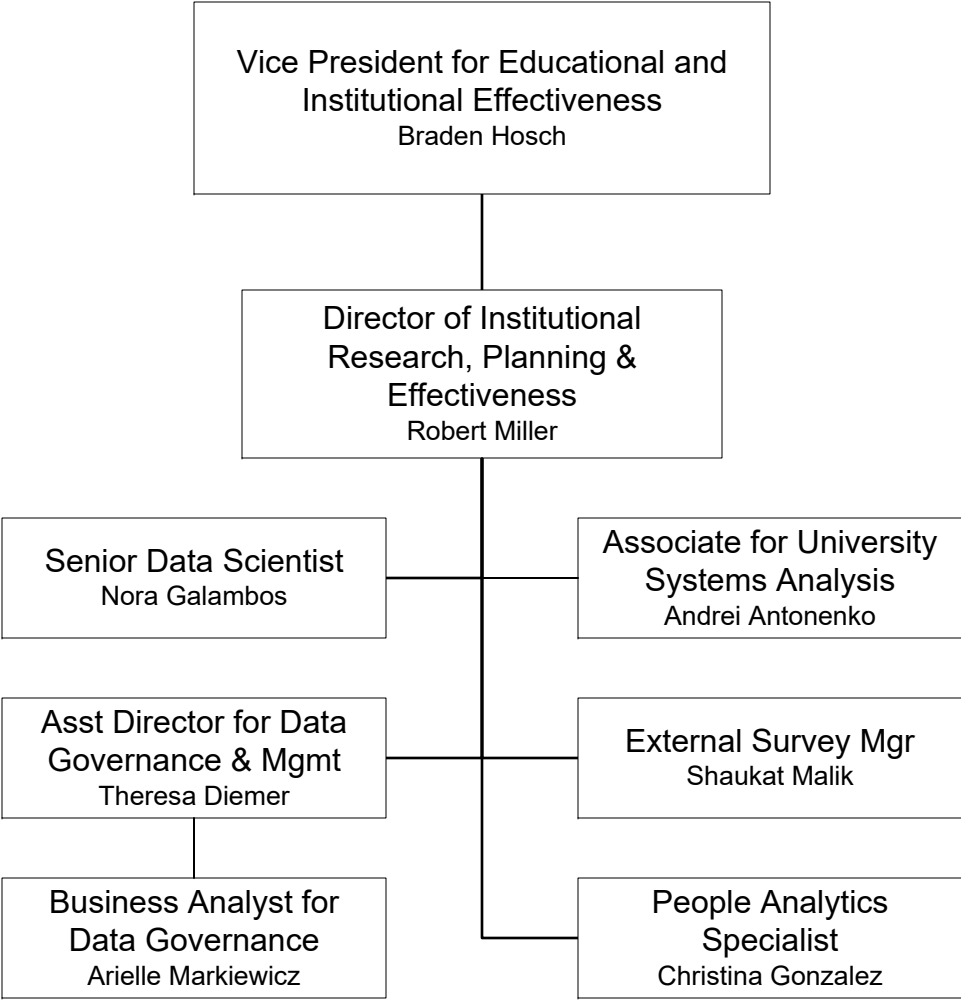 Vice President for Educational and
Institutional Effectiveness
Braden Hosch
Director of Institutional
Research, Planning &
Effectiveness
Robert Miller
Senior Data Scientist
Nora Galambos
Associate for University
Systems Analysis
Andrei Antonenko
Asst Director for Data
Governance & Mgmt
Theresa Diemer
External Survey Mgr
Shaukat Malik
Business Analyst for
Data Governance
Arielle Markiewicz
People Analytics
Specialist
Christina Gonzalez